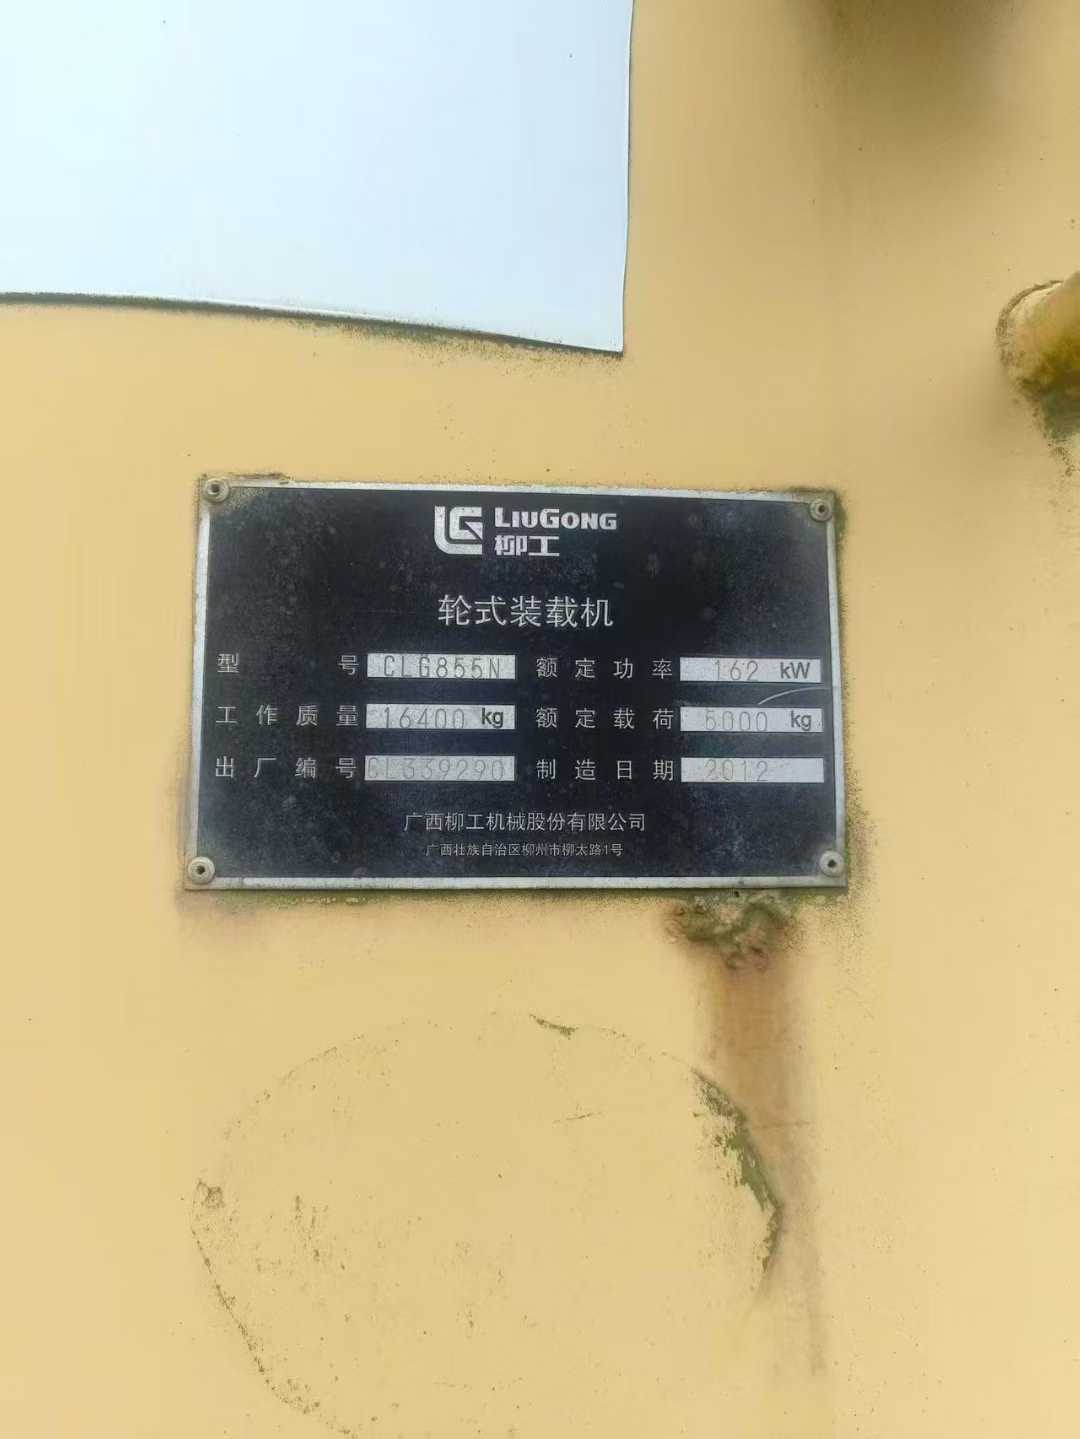 LIUGONG
柳工
轮式装载机
型号 CLG855N 额定功率 162 kW
工作质量 16400 kg 额定载荷 5000 kg
出厂编号 CL339290 制造日期 2012
广西柳工机械股份有限公司
广西壮族自治区柳州市柳太路1号